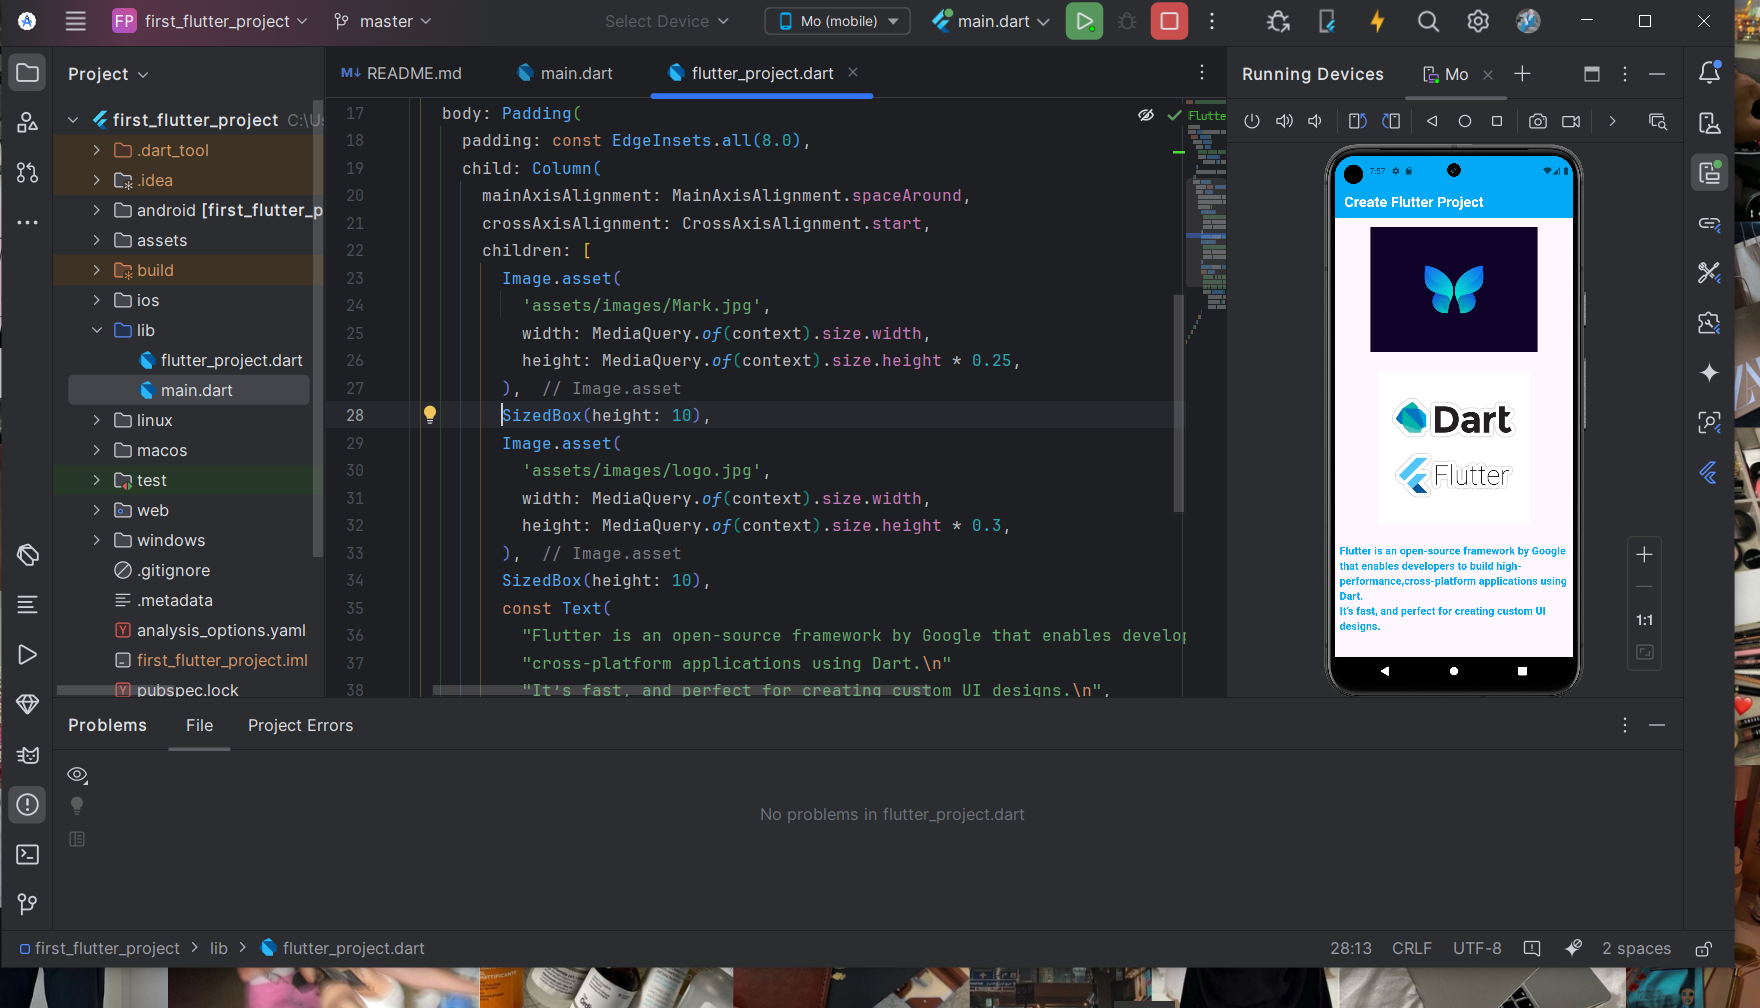 FP first_flutter_project master Select Device Mo (mobile) main.dart
Project
README.md main.dart flutter_project.dart
Running Devices Mo
first_flutter_project C:\U
.dart_tool
.idea
android [first_flutter_p
assets
build
ios
lib
flutter_project.dart
main.dart
linux
macos
test
web
windows
.gitignore
.metadata
analysis_options.yaml
first_flutter_project.iml
pubspec.lock
17 body: Padding(
18 padding: const EdgeInsets.all(8.0),
19 child: Column(
20 mainAxisAlignment: MainAxisAlignment.spaceAround,
21 crossAxisAlignment: CrossAxisAlignment.start,
22 children: [
23 Image.asset(
24 'assets/images/Mark.jpg',
25 width: MediaQuery.of(context).size.width,
26 height: MediaQuery.of(context).size.height * 0.25,
27 ), // Image.asset
28 SizedBox(height: 10),
29 Image.asset(
30 'assets/images/logo.jpg',
31 width: MediaQuery.of(context).size.width,
32 height: MediaQuery.of(context).size.height * 0.3,
33 ), // Image.asset
34 SizedBox(height: 10),
35 const Text(
36 "Flutter is an open-source framework by Google that enables develop
37 "cross-platform applications using Dart.\n"
38 "It's fast, and perfect for creating custom UI designs.\n",
Flutte
7:57
Create Flutter Project
Dart
Flutter
Flutter is an open-source framework by Google
that enables developers to build high-
performance,cross-platform applications using
Dart.
It's fast, and perfect for creating custom UI
designs.
1:1
Problems File Project Errors
No problems in flutter_project.dart
first_flutter_project > lib > flutter_project.dart
28:13 CRLF UTF-8 2 spaces